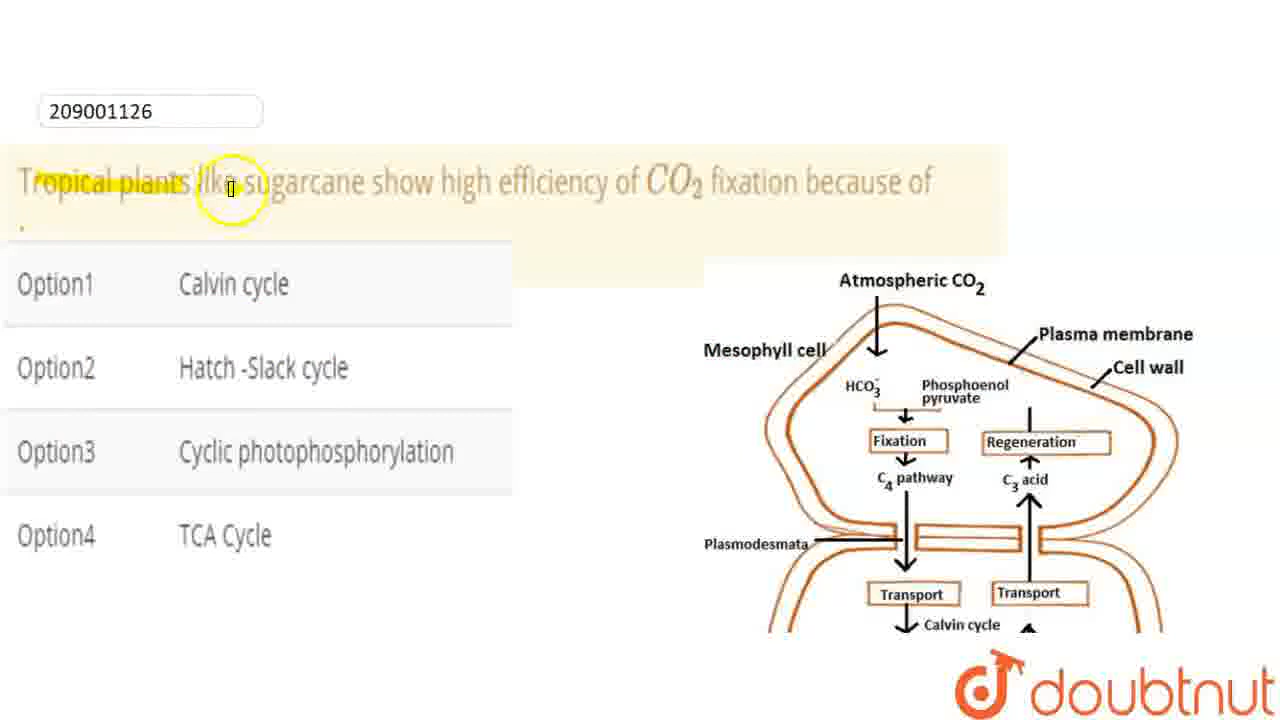 209001126
Tropical plants like sugarcane show high efficiency of CO₂ fixation because of
.
Option1 Calvin cycle
Option2 Hatch -Slack cycle
Option3 Cyclic photophosphorylation
Option4 TCA Cycle
Atmospheric CO₂
Plasma membrane
Mesophyll cell
Cell wall
HCO₃⁻ Phosphoenol
pyruvate
Fixation Regeneration
C₄ pathway C₃ acid
Plasmodesmata
Transport Transport
Calvin cycle
doubtnut